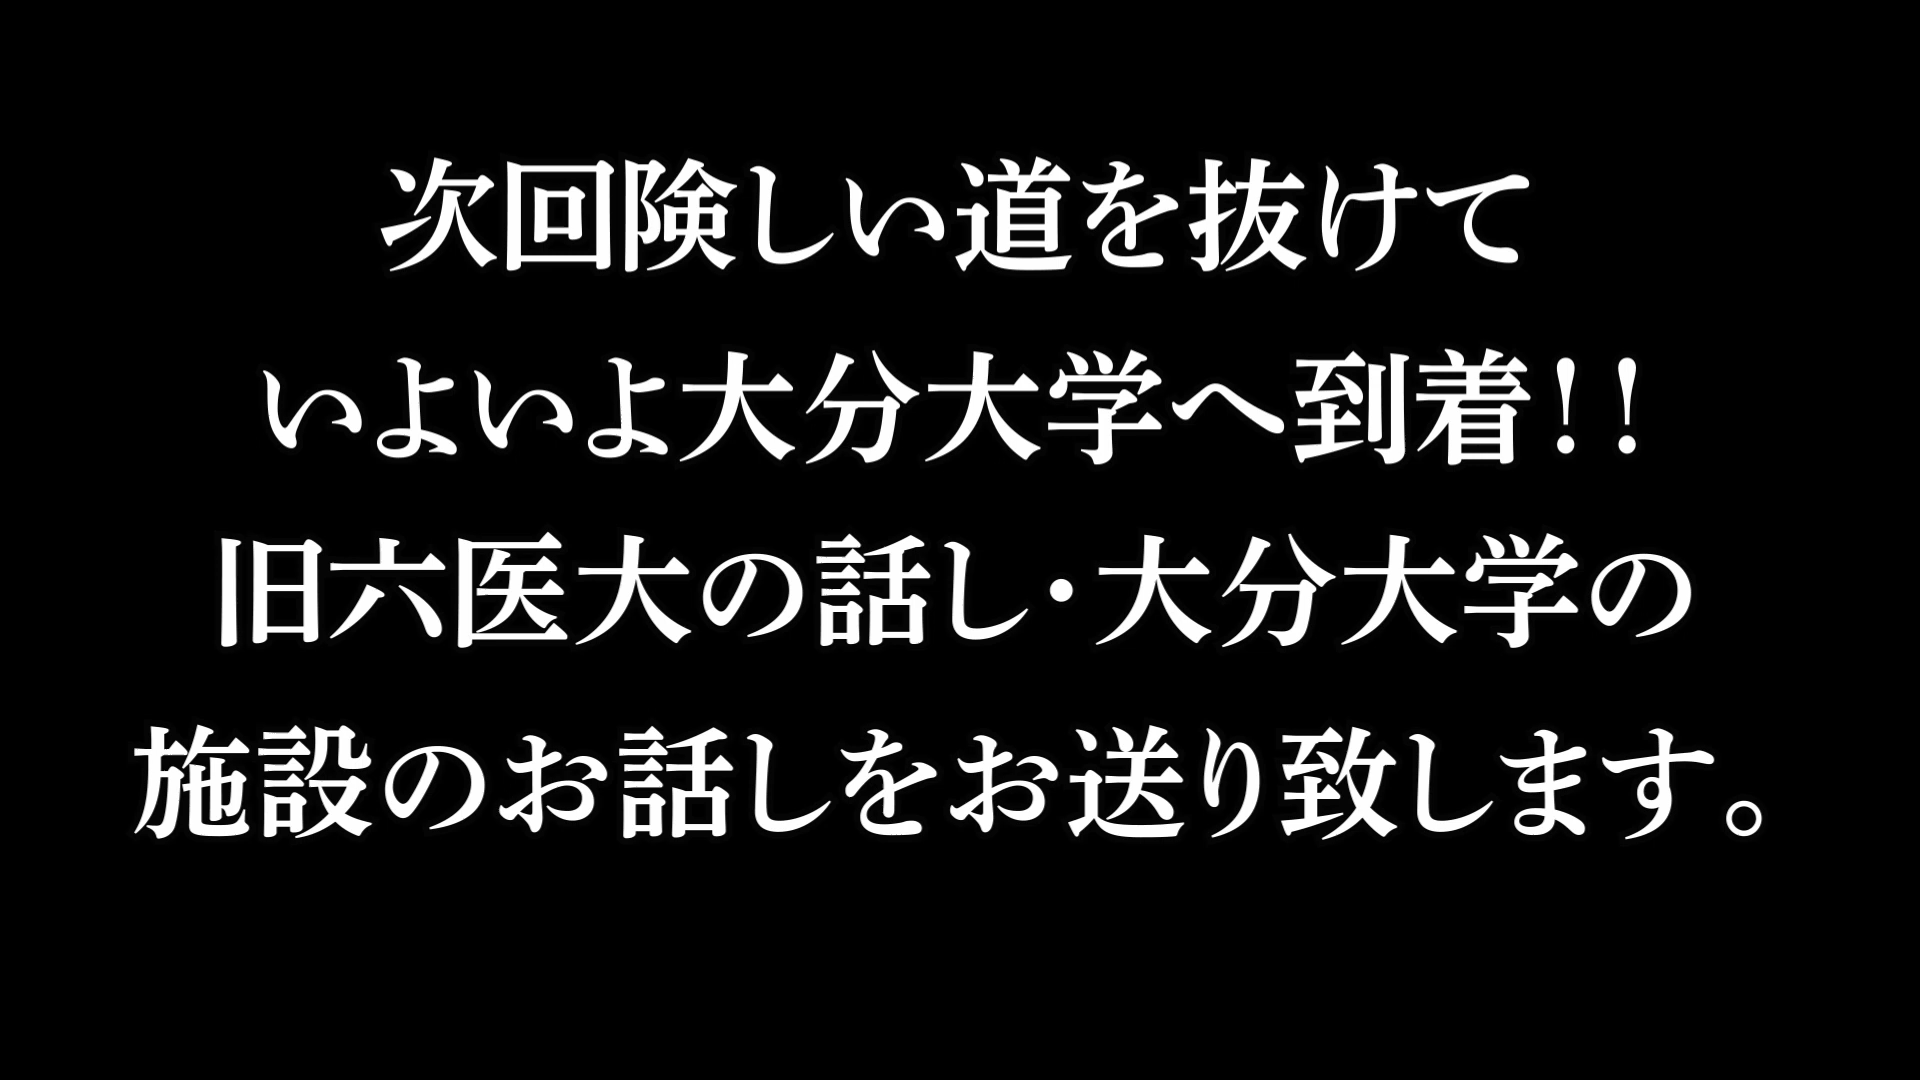 次回険しい道を抜けて
いよいよ大分大学へ到着！！
旧六医大の話し・大分大学の
施設のお話しをお送り致します。